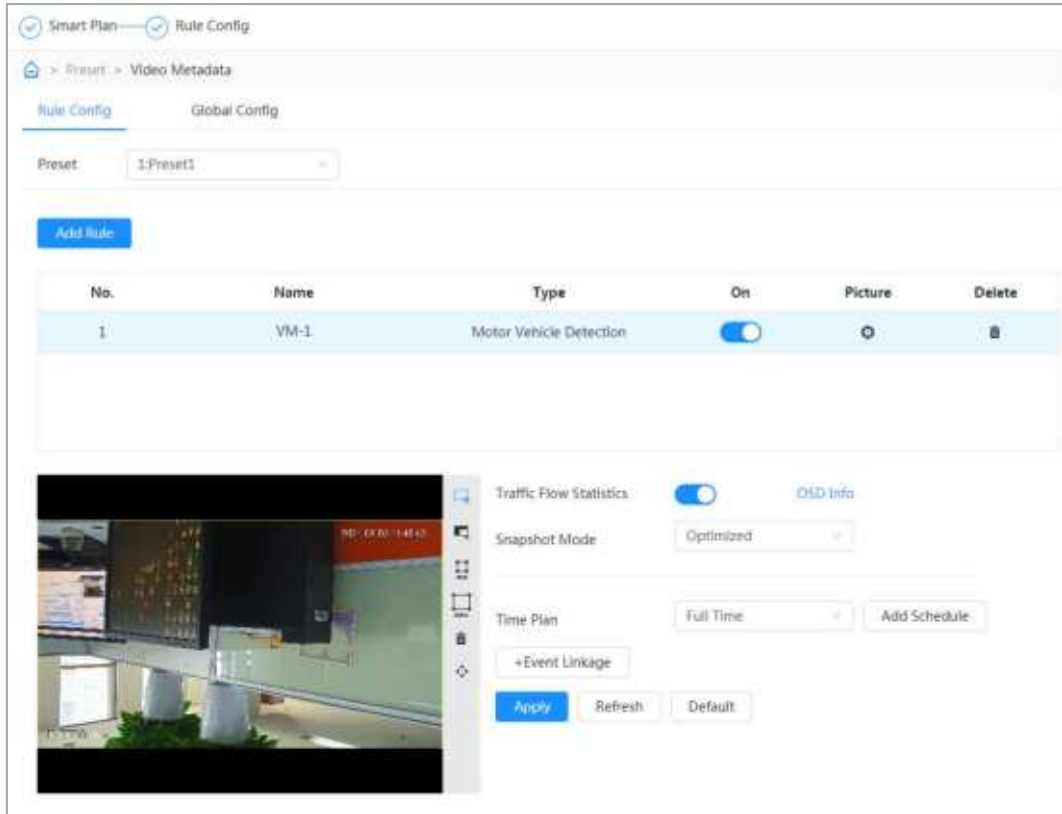 Smart Plan Rule Config
> Preset > Video Metadata
Rule Config Global Config
Preset 1:Preset1
Add Rule
No. Name Type On Picture Delete
1 VM-1 Motor Vehicle Detection
Traffic Flow Statistics OSD Info
Snapshot Mode Optimized
Time Plan Full Time Add Schedule
+Event Linkage
Apply Refresh Default